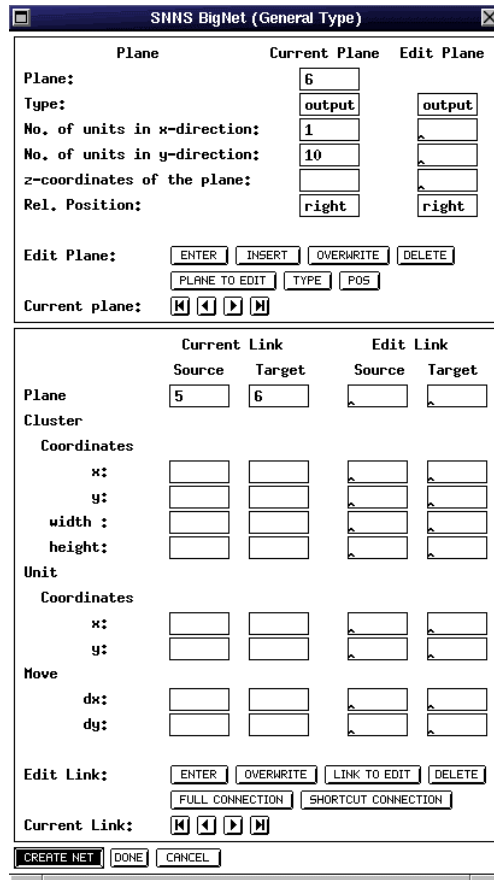 SNNS BigNet (General Type)
Plane Current Plane Edit Plane
Plane: 6
Type: output output
No. of units in x-direction: 1
No. of units in y-direction: 10
z-coordinates of the plane:
Rel. Position: right right
Edit Plane: ENTER INSERT OVERWRITE DELETE
PLANE TO EDIT TYPE POS
Current plane:
Current Link Edit Link
Source Target Source Target
Plane 5 6
Cluster
Coordinates
x:
y:
width :
height:
Unit
Coordinates
x:
y:
Move
dx:
dy:
Edit Link: ENTER OVERWRITE LINK TO EDIT DELETE
FULL CONNECTION SHORTCUT CONNECTION
Current Link:
CREATE NET DONE CANCEL